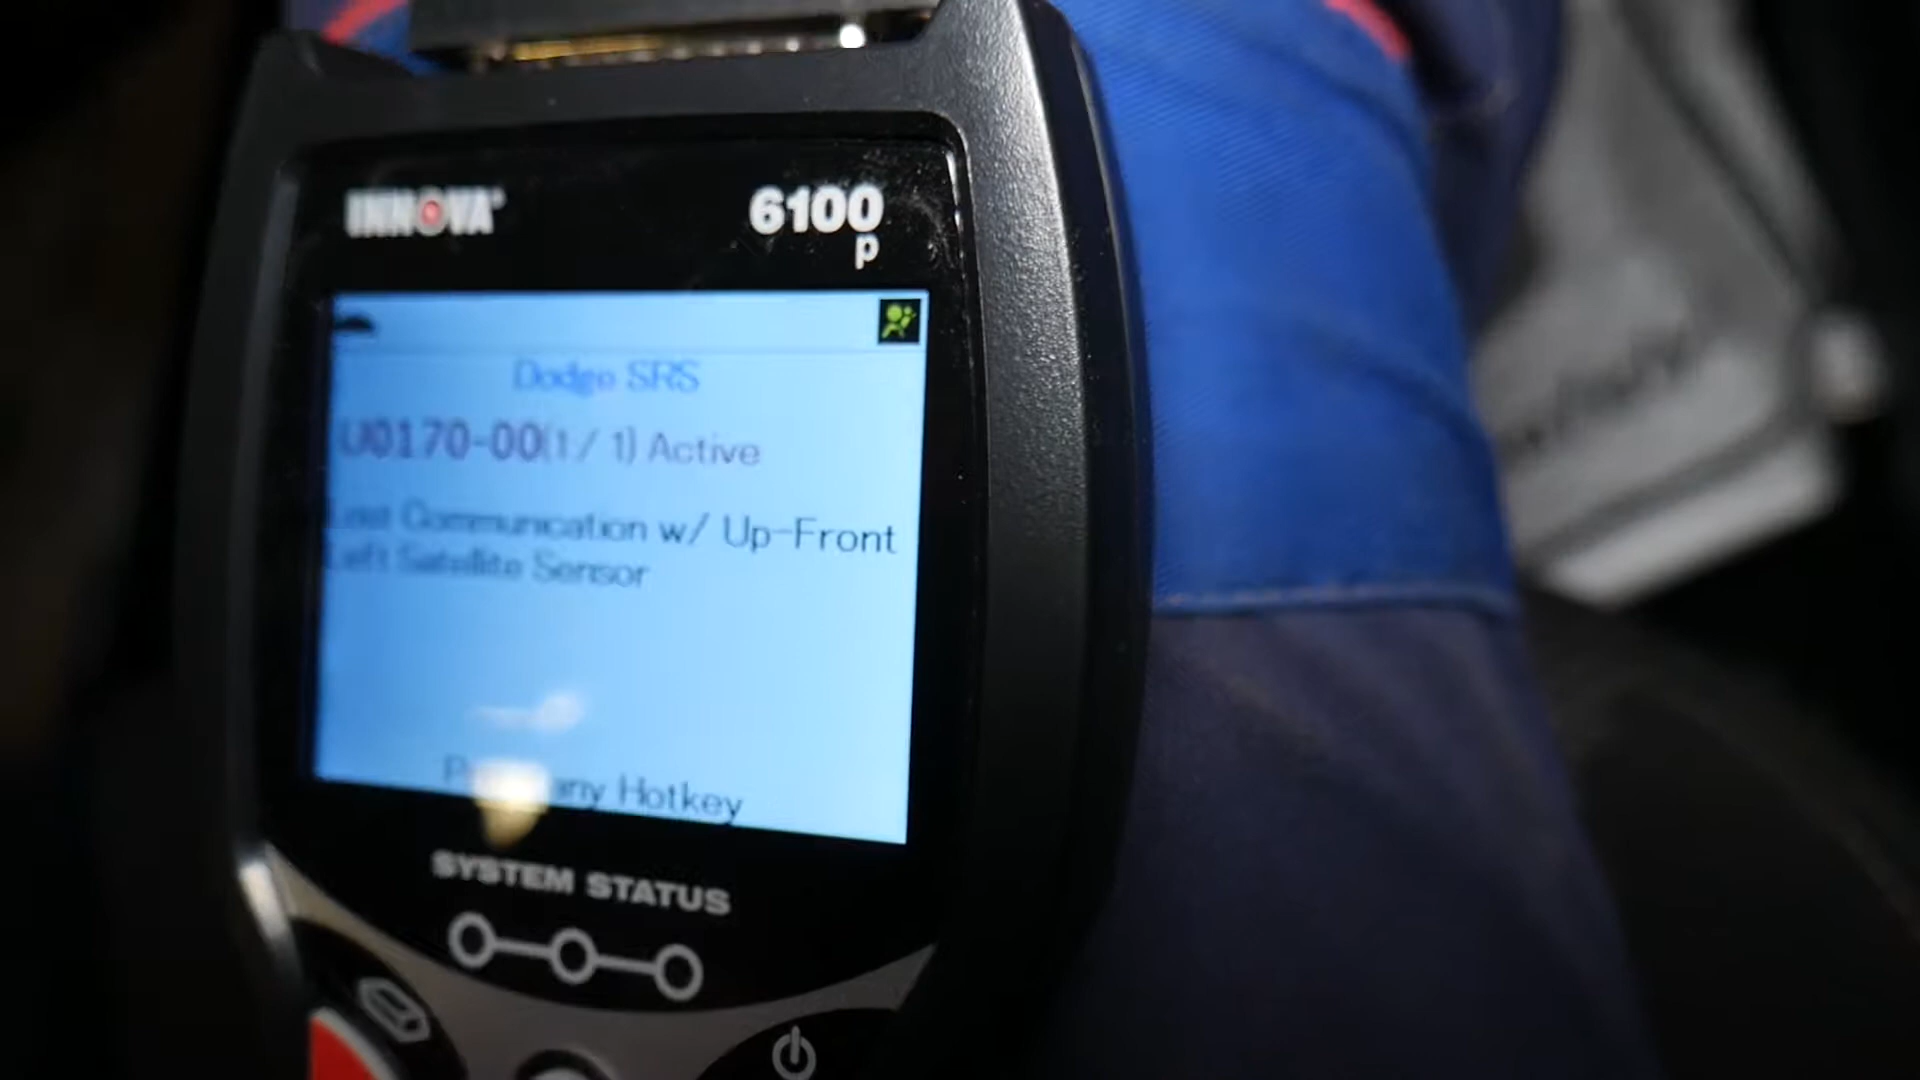 INNOVA
6100
p
Dodge SRS
U0170-00(1 / 1) Active
Lost Communication w/ Up-Front
Left Satellite Sensor
any Hotkey
SYSTEM STATUS